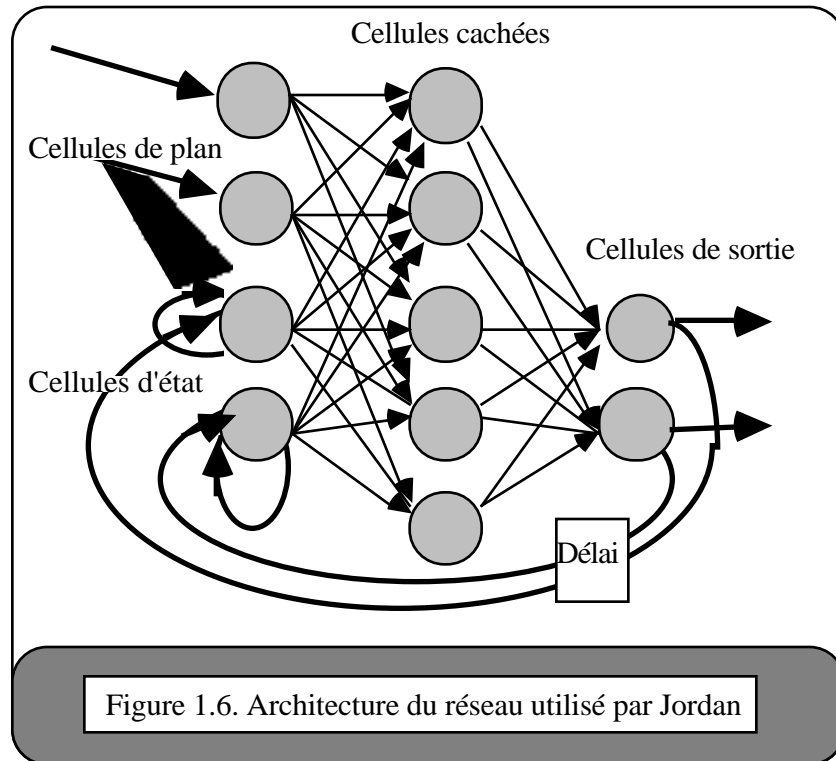 Cellules cachées
Cellules de plan
Cellules de sortie
Cellules d'état
Délai
Figure 1.6. Architecture du réseau utilisé par Jordan